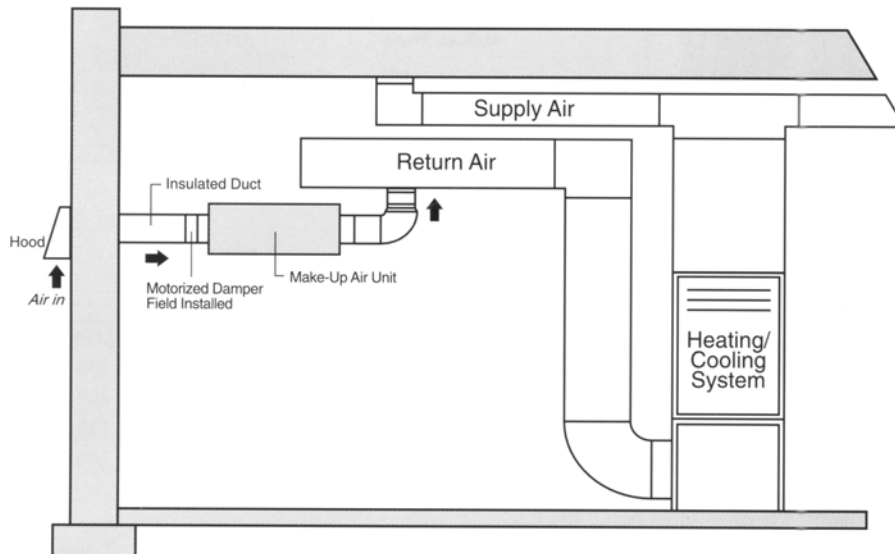 Supply Air
Return Air
Insulated Duct
Hood
Make-Up Air Unit
Motorized Damper
Field Installed
Air in
Heating/
Cooling
System